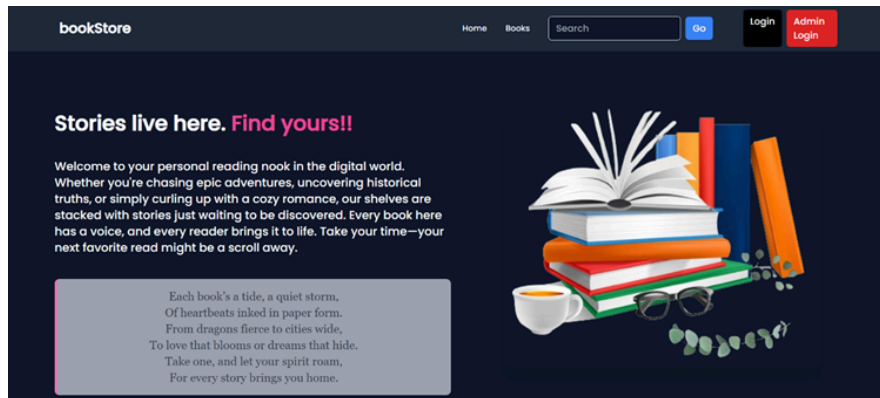 bookStore
Home
Books
Search
Go
Login
Admin
Login
Stories live here. Find yours!!
Welcome to your personal reading nook in the digital world.
Whether you're chasing epic adventures, uncovering historical
truths, or simply curling up with a cozy romance, our shelves are
stacked with stories just waiting to be discovered. Every book here
has a voice, and every reader brings it to life. Take your time—your
next favorite read might be a scroll away.
Each book's a tide, a quiet storm,
Of heartbeats inked in paper form.
From dragons fierce to cities wide,
To love that blooms or dreams that hide.
Take one, and let your spirit roam,
For every story brings you home.